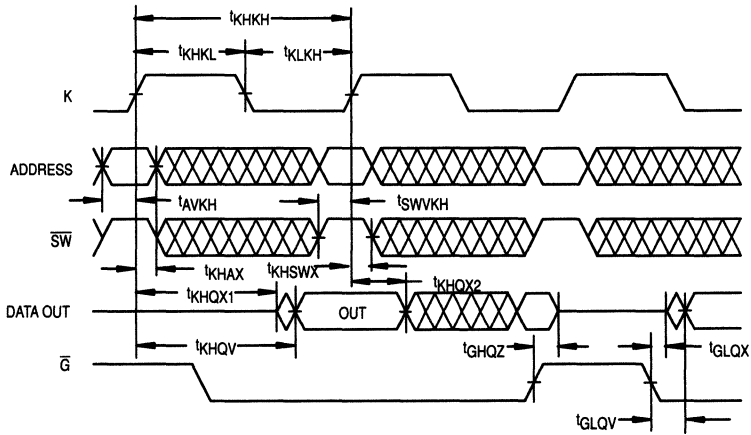 tKHKH
tKHKL
tKLKH
K
ADDRESS
tAVKH
tSWVKH
SW
tKHAX
tKHSWX
tKHQX1
tKHQX2
DATA OUT
OUT
tKHQV
tGHQZ
tGLQX
G
tGLQV